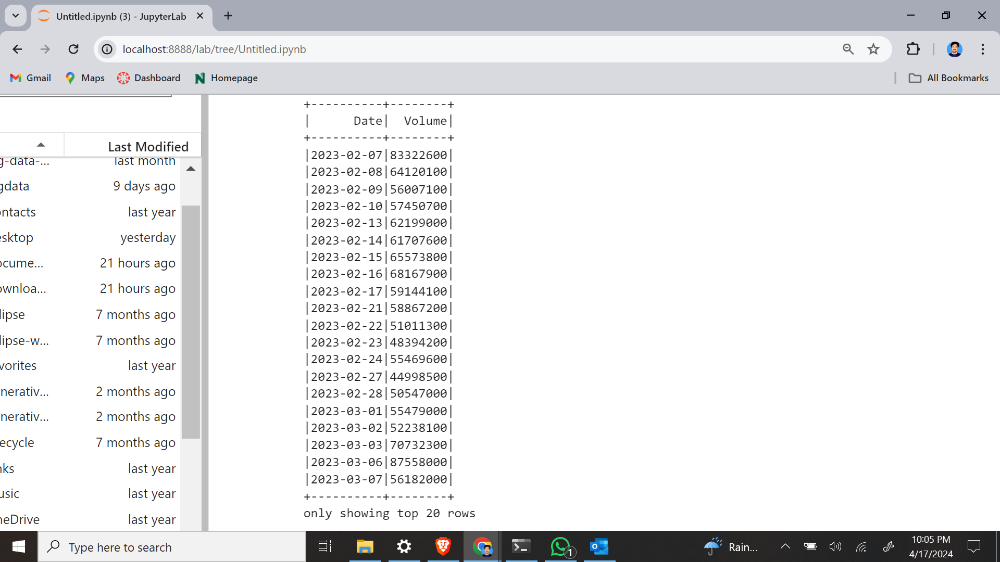 Untitled.ipynb (3) - JupyterLab
localhost:8888/lab/tree/Untitled.ipynb
Gmail Maps Dashboard Homepage All Bookmarks
Last Modified
g-data-... last month
gdata 9 days ago
ontacts last year
esktop yesterday
ocume... 21 hours ago
ownloa... 21 hours ago
lipse 7 months ago
lipse-w... 7 months ago
vorites last year
nerativ... 2 months ago
nerativ... 2 months ago
ecycle 7 months ago
nks last year
usic last year
neDrive last year
+----------+--------+
|      Date|  Volume|
+----------+--------+
|2023-02-07|83322600|
|2023-02-08|64120100|
|2023-02-09|56007100|
|2023-02-10|57450700|
|2023-02-13|62199000|
|2023-02-14|61707600|
|2023-02-15|65573800|
|2023-02-16|68167900|
|2023-02-17|59144100|
|2023-02-21|58867200|
|2023-02-22|51011300|
|2023-02-23|48394200|
|2023-02-24|55469600|
|2023-02-27|44998500|
|2023-02-28|50547000|
|2023-03-01|55479000|
|2023-03-02|52238100|
|2023-03-03|70732300|
|2023-03-06|87558000|
|2023-03-07|56182000|
+----------+--------+
only showing top 20 rows
Type here to search
1
Rain...
10:05 PM
4/17/2024